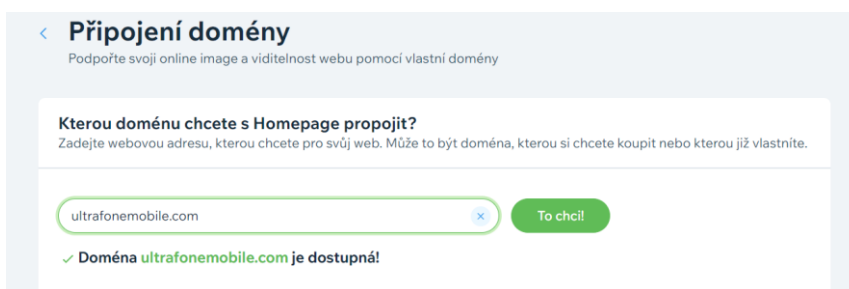 Připojení domény
Podpořte svoji online image a viditelnost webu pomocí vlastní domény
Kterou doménu chcete s Homepage propojit?
Zadejte webovou adresu, kterou chcete pro svůj web. Může to být doména, kterou si chcete koupit nebo kterou již vlastníte.
ultrafonemobile.com To chci!
Doména ultrafonemobile.com je dostupná!